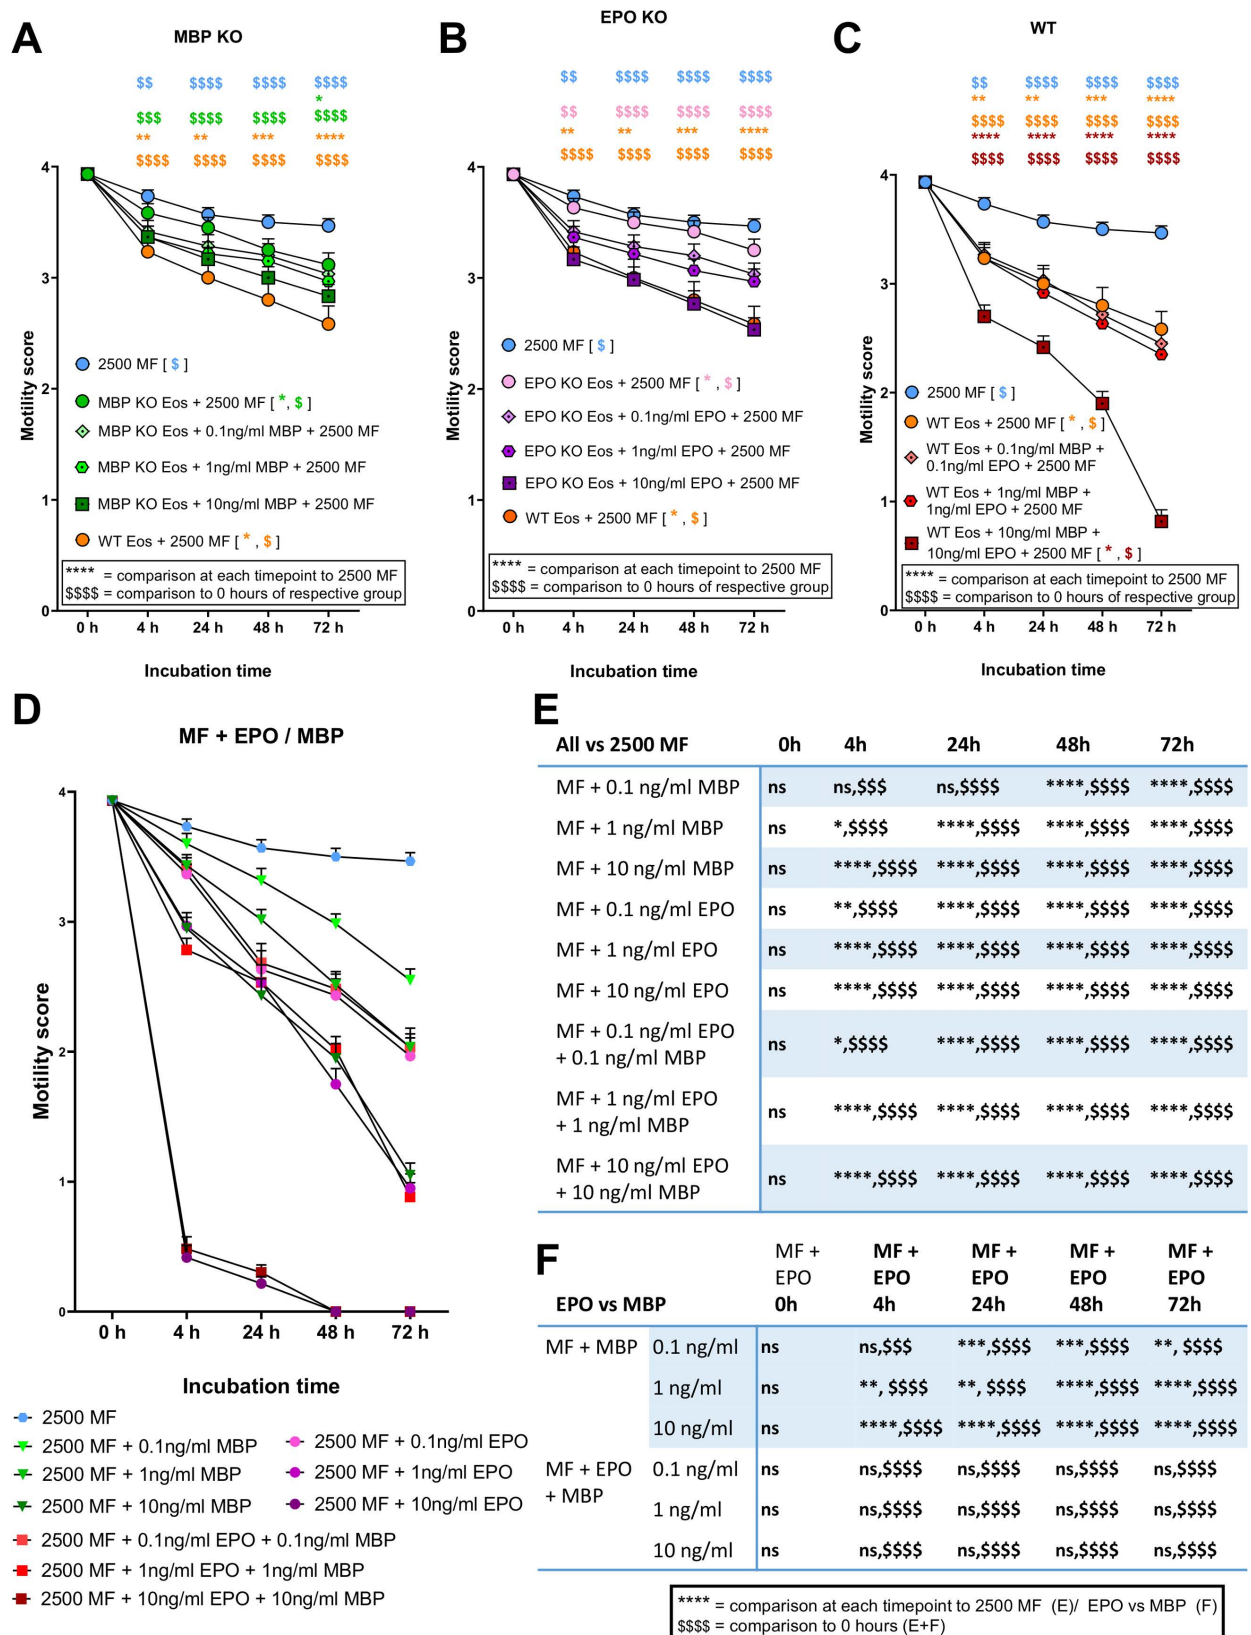 A
MBP KO
$$ $$$$ $$$$ $$$$
*
$$$ $$$$ $$$$ $$$$
** ** *** ****
$$$$ $$$$ $$$$ $$$$
4
3
2
1
0
Motility score
2500 MF [ $ ]
MBP KO Eos + 2500 MF [ *, $ ]
MBP KO Eos + 0.1ng/ml MBP + 2500 MF
MBP KO Eos + 1ng/ml MBP + 2500 MF
MBP KO Eos + 10ng/ml MBP + 2500 MF
WT Eos + 2500 MF [ * , $ ]
**** = comparison at each timepoint to 2500 MF
$$$$ = comparison to 0 hours of respective group
0 h 4 h 24 h 48 h 72 h
Incubation time
B
EPO KO
$$ $$$$ $$$$ $$$$
$$ $$$$ $$$$ $$$$
** ** *** ****
$$$$ $$$$ $$$$ $$$$
4
3
2
1
0
Motility score
2500 MF [ $ ]
EPO KO Eos + 2500 MF [ * , $ ]
EPO KO Eos + 0.1ng/ml EPO + 2500 MF
EPO KO Eos + 1ng/ml EPO + 2500 MF
EPO KO Eos + 10ng/ml EPO + 2500 MF
WT Eos + 2500 MF [ * , $ ]
**** = comparison at each timepoint to 2500 MF
$$$$ = comparison to 0 hours of respective group
0 h 4 h 24 h 48 h 72 h
Incubation time
C
WT
$$ $$$$ $$$$ $$$$
** ** *** ****
$$$$ $$$$ $$$$ $$$$
**** **** **** ****
$$$$ $$$$ $$$$ $$$$
4
3
2
1
0
Motility score
2500 MF [ $ ]
WT Eos + 2500 MF [ * , $ ]
WT Eos + 0.1ng/ml MBP +
0.1ng/ml EPO + 2500 MF
WT Eos + 1ng/ml MBP +
1ng/ml EPO + 2500 MF
WT Eos + 10ng/ml MBP +
10ng/ml EPO + 2500 MF [ * , $ ]
**** = comparison at each timepoint to 2500 MF
$$$$ = comparison to 0 hours of respective group
0 h 4 h 24 h 48 h 72 h
Incubation time
D
MF + EPO / MBP
4
3
2
1
0
Motility score
0 h 4 h 24 h 48 h 72 h
Incubation time
2500 MF
2500 MF + 0.1ng/ml MBP
2500 MF + 1ng/ml MBP
2500 MF + 10ng/ml MBP
2500 MF + 0.1ng/ml EPO
2500 MF + 1ng/ml EPO
2500 MF + 10ng/ml EPO
2500 MF + 0.1ng/ml EPO + 0.1ng/ml MBP
2500 MF + 1ng/ml EPO + 1ng/ml MBP
2500 MF + 10ng/ml EPO + 10ng/ml MBP
E
All vs 2500 MF 0h 4h 24h 48h 72h
MF + 0.1 ng/ml MBP ns ns,$$$ ns,$$$$ ****,$$$$ ****,$$$$
MF + 1 ng/ml MBP ns *,$$$$ ****,$$$$ ****,$$$$ ****,$$$$
MF + 10 ng/ml MBP ns ****,$$$$ ****,$$$$ ****,$$$$ ****,$$$$
MF + 0.1 ng/ml EPO ns **,$$$$ ****,$$$$ ****,$$$$ ****,$$$$
MF + 1 ng/ml EPO ns ****,$$$$ ****,$$$$ ****,$$$$ ****,$$$$
MF + 10 ng/ml EPO ns ****,$$$$ ****,$$$$ ****,$$$$ ****,$$$$
MF + 0.1 ng/ml EPO
+ 0.1 ng/ml MBP ns *,$$$$ ****,$$$$ ****,$$$$ ****,$$$$
MF + 1 ng/ml EPO
+ 1 ng/ml MBP ns ****,$$$$ ****,$$$$ ****,$$$$ ****,$$$$
MF + 10 ng/ml EPO
+ 10 ng/ml MBP ns ****,$$$$ ****,$$$$ ****,$$$$ ****,$$$$
F
MF + MF + MF + MF + MF +
EPO EPO EPO EPO EPO
EPO vs MBP 0h 4h 24h 48h 72h
MF + MBP 0.1 ng/ml ns ns,$$$ ***,$$$$ ***,$$$$ **, $$$$
1 ng/ml ns **, $$$$ **, $$$$ ****,$$$$ ****,$$$$
10 ng/ml ns ****,$$$$ ****,$$$$ ****,$$$$ ****,$$$$
MF + EPO 0.1 ng/ml ns ns,$$$$ ns,$$$$ ns,$$$$ ns,$$$$
+ MBP
1 ng/ml ns ns,$$$$ ns,$$$$ ns,$$$$ ns,$$$$
10 ng/ml ns ns,$$$$ ns,$$$$ ns,$$$$ ns,$$$$
**** = comparison at each timepoint to 2500 MF (E)/ EPO vs MBP (F)
$$$$ = comparison to 0 hours (E+F)